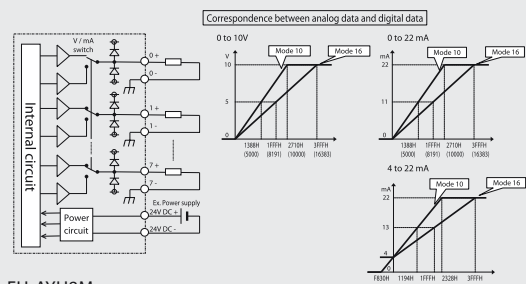 Correspondence between analog data and digital data
V / mA
switch
Internal circuit
0 +
0 -
1 +
1 -
7 +
7 -
Ex. Power supply
Power
circuit
24V DC +
24V DC -
0 to 10V
V
Mode 10
Mode 16
10
5
0
1388H
(5000)
1FFFH
(8191)
2710H
(10000)
3FFFH
(16383)
0 to 22 mA
mA
Mode 10
Mode 16
22
11
0
1388H
(5000)
1FFFH
(8191)
2710H
(10000)
3FFFH
(16383)
4 to 22 mA
mA
Mode 10
Mode 16
22
13
4
0
F830H
1194H
1FFFH
2328H
3FFFH